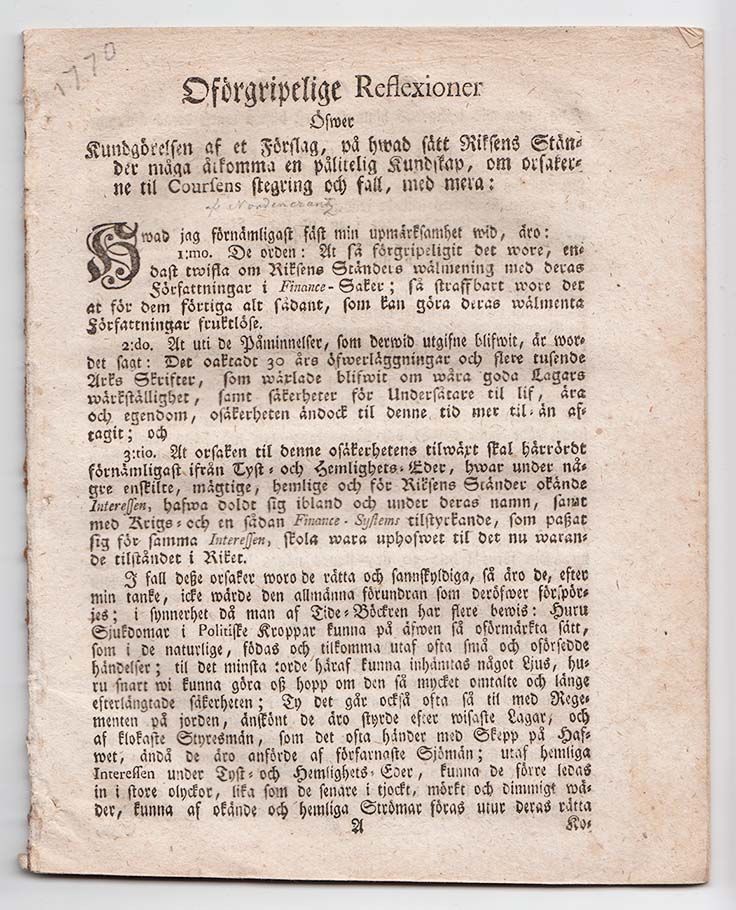 1770
Oförgripelige Reflexioner
Öfwer
Kundgörelsen af et Förslag, på hwad sätt Riksens Stän-
der måga åtkomma en pålitelig Kundskap, om orsaker-
ne til Coursens stegring och fall, med mera:
af Nordencrantz
Hwad jag förnämligast fäst min upmärksamhet wid, äro:
1:mo. De orden: At så förgripeligit det wore, en-
dast twista om Riksens Ständers wälmening med deras
Författningar i Finance-Saker; så straffbart wore det
at för dem förtiga alt sådant, som kan göra deras wälmenta
Författningar fruktlöse.
2:do. At uti de Påminnelser, som derwid utgifne blifwit, är wor-
det sagt: Det oaktadt 30 års öfwerläggningar och flere tusende
Arks Skrifter, som wäxlade blifwit om wåra goda Lagars
wärkställighet, samt säkerheter för Undersåtare til lif, ära
och egendom, osäkerheten ändock til denne tid mer til-än af-
tagit; och
3:tio. At orsaken til denne osäkerhetens tilwäxt skal härrördt
förnämligast ifrån Tyst- och Hemlighets-Eder, hwar under nå-
gre enskilte, mägtige, hemlige och för Riksens Ständer okände
Interessen, hafwa doldt sig ibland och under deras namn, samt
med Krigs- och en sådan Finance-Systems tilstyrkande, som paßat
sig för samma Interessen, skola wara uphofwet til det nu waran-
de tilståndet i Riket.
I fall deße orsaker woro de rätta och sannskyldiga, så äro de, efter
min tanke, icke wärde den allmänna förundran som deröfwer förspör-
jes; i synnerhet då man af Tide-Böckren har flere bewis: Huru
Sjukdomar i Politiske Kroppar kunna på äfwen så oförmärkta sätt,
som i de naturlige, födas och tilkomma utaf ofta små och oförsedde
händelser; til det minsta torde häraf kunna inhämtas något Ljus, hu-
ru snart wi kunna göra oß hopp om den så mycket omtalte och länge
efterlängtade säkerheten; Ty det går också ofta så til med Rege-
menten på jorden, änskönt de äro styrde efter wisaste Lagar, och
af klokaste Styresmän, som det ofta händer med Skepp på Haf-
wet, ändå de äro anförde af förfarnaste Sjömän; utaf hemliga
Interessen under Tyst- och Hemlighets-Eder, kunna de förre ledas
in i store olyckor, lika som de senare i tjockt, mörkt och dimmigt wä-
der, kunna af okände och hemliga Strömar föras utur deras rätta
A
Ko-